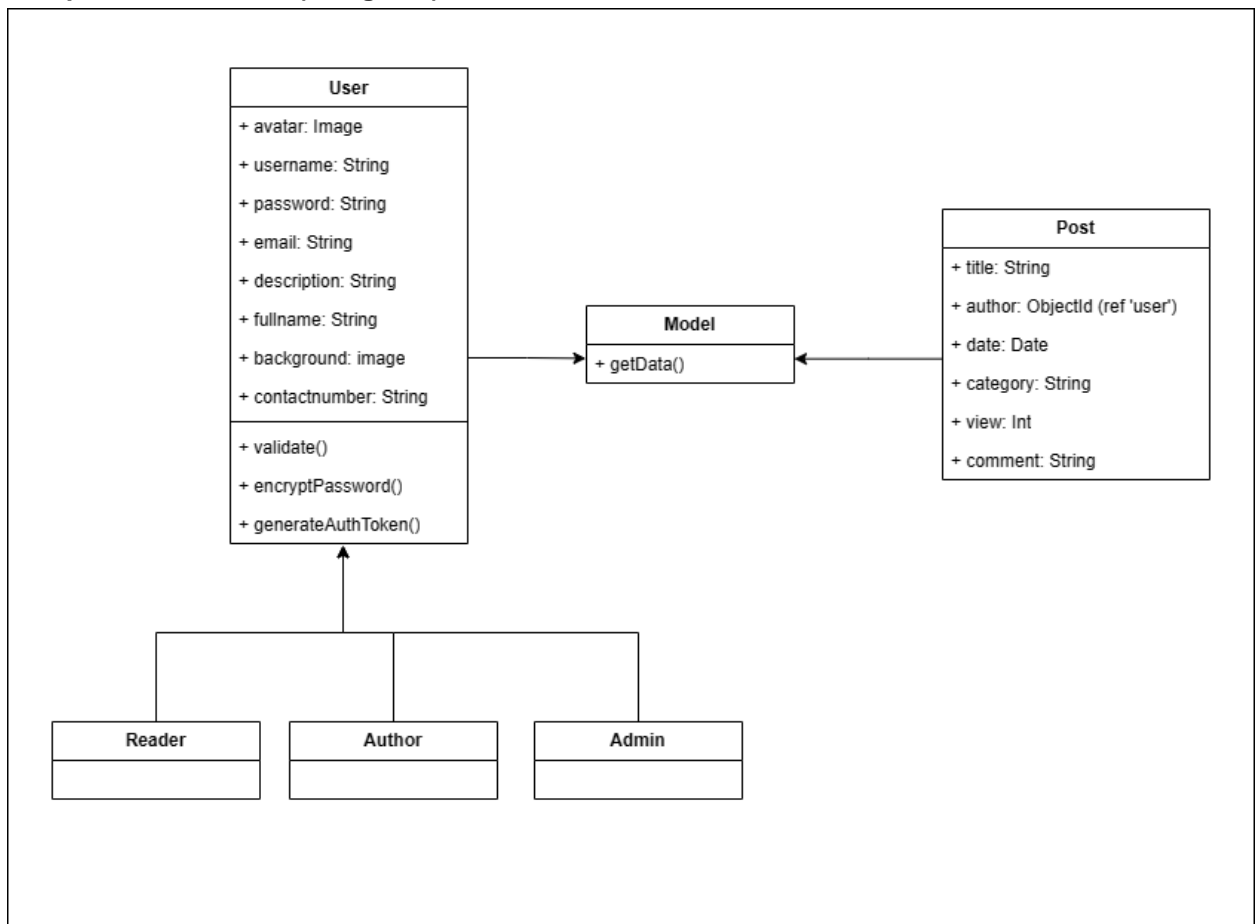 User
+ avatar: Image
+ username: String
+ password: String
+ email: String
+ description: String
+ fullname: String
+ background: image
+ contactnumber: String
+ validate()
+ encryptPassword()
+ generateAuthToken()
Model
+ getData()
Post
+ title: String
+ author: ObjectId (ref 'user')
+ date: Date
+ category: String
+ view: Int
+ comment: String
Reader
Author
Admin